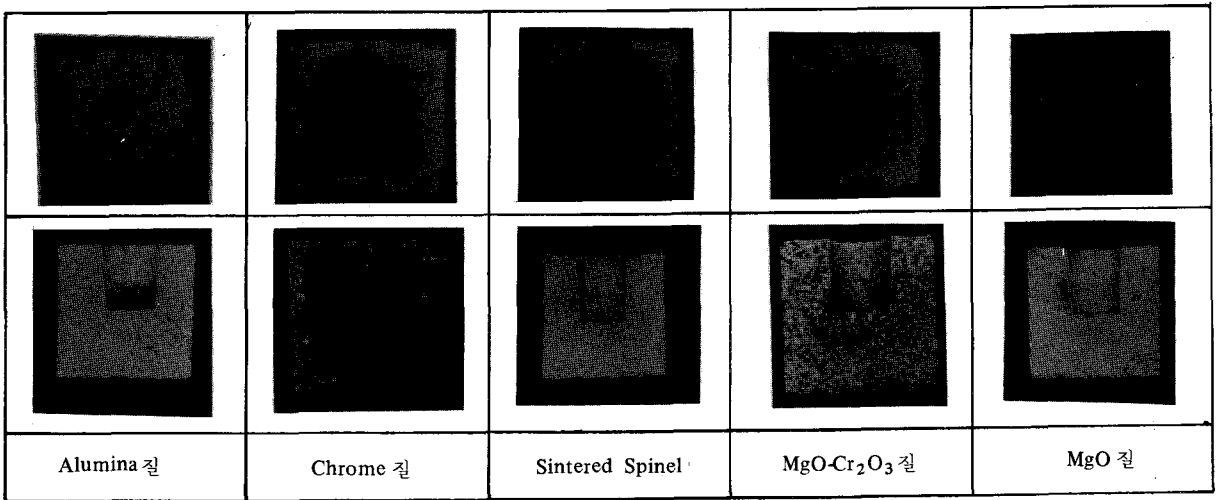 Alumina 질
Chrome 질
Sintered Spinel
MgO-Cr₂O₃ 질
MgO 질